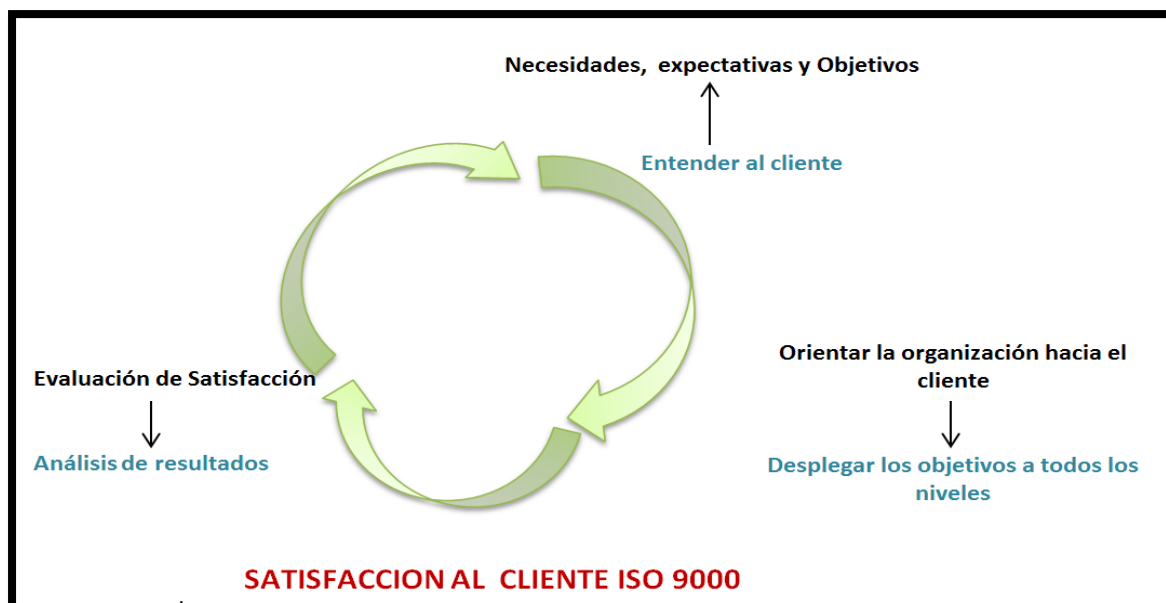 Necesidades, expectativas y Objetivos
Entender al cliente
Orientar la organización hacia el
cliente
Desplegar los objetivos a todos los
niveles
Evaluación de Satisfacción
Análisis de resultados
SATISFACCION AL CLIENTE ISO 9000